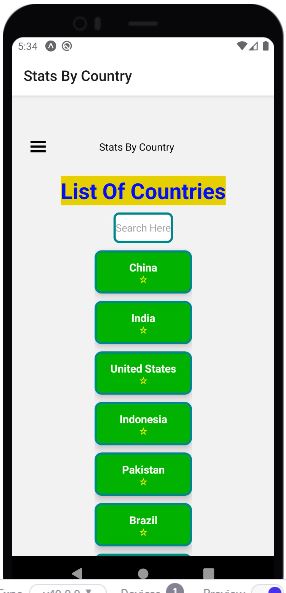 5:34
Stats By Country
Stats By Country
List Of Countries
Search Here
China
India
United States
Indonesia
Pakistan
Brazil
Devices 1 Preview